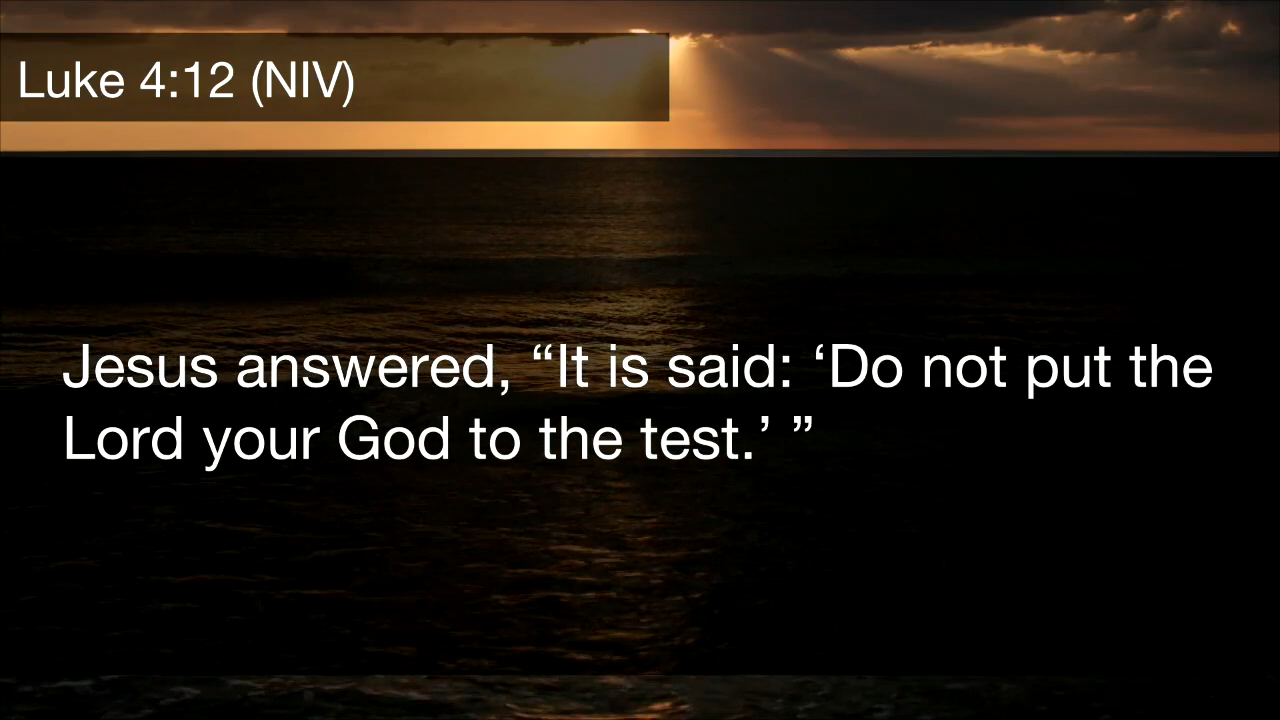 Luke 4:12 (NIV)
Jesus answered, “It is said: ‘Do not put the
Lord your God to the test.’ ”